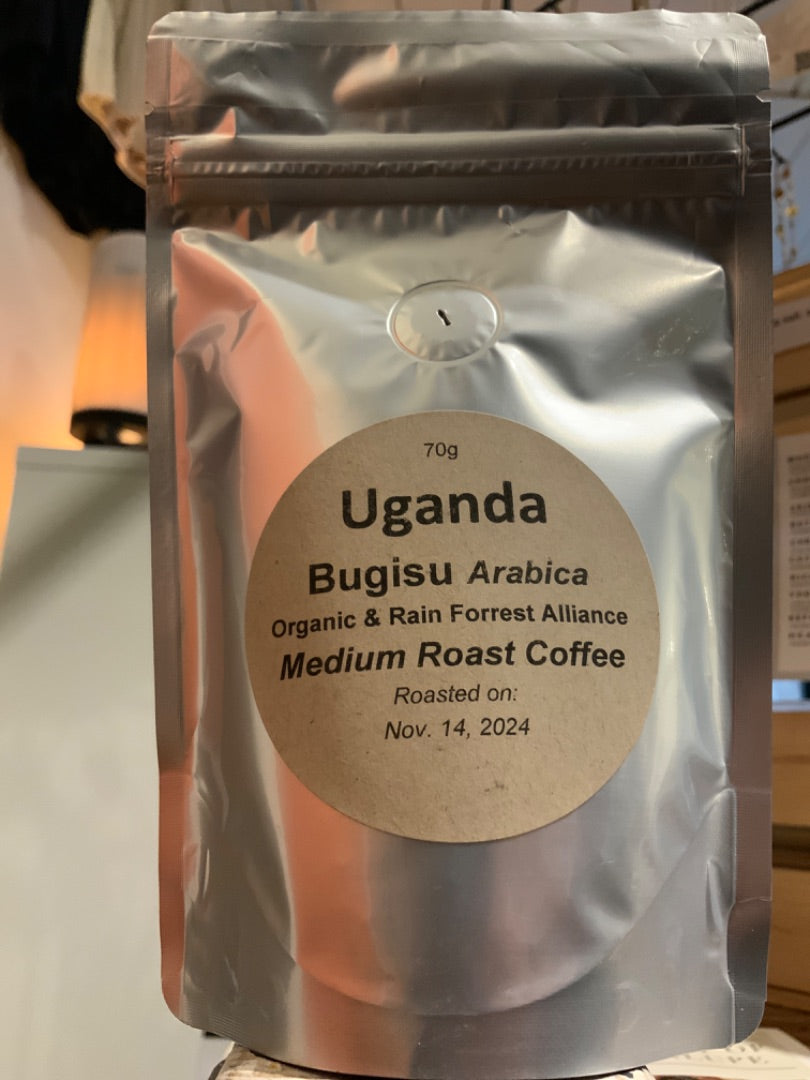 70g
Uganda
Bugisu Arabica
Organic & Rain Forrest Alliance
Medium Roast Coffee
Roasted on:
Nov. 14, 2024